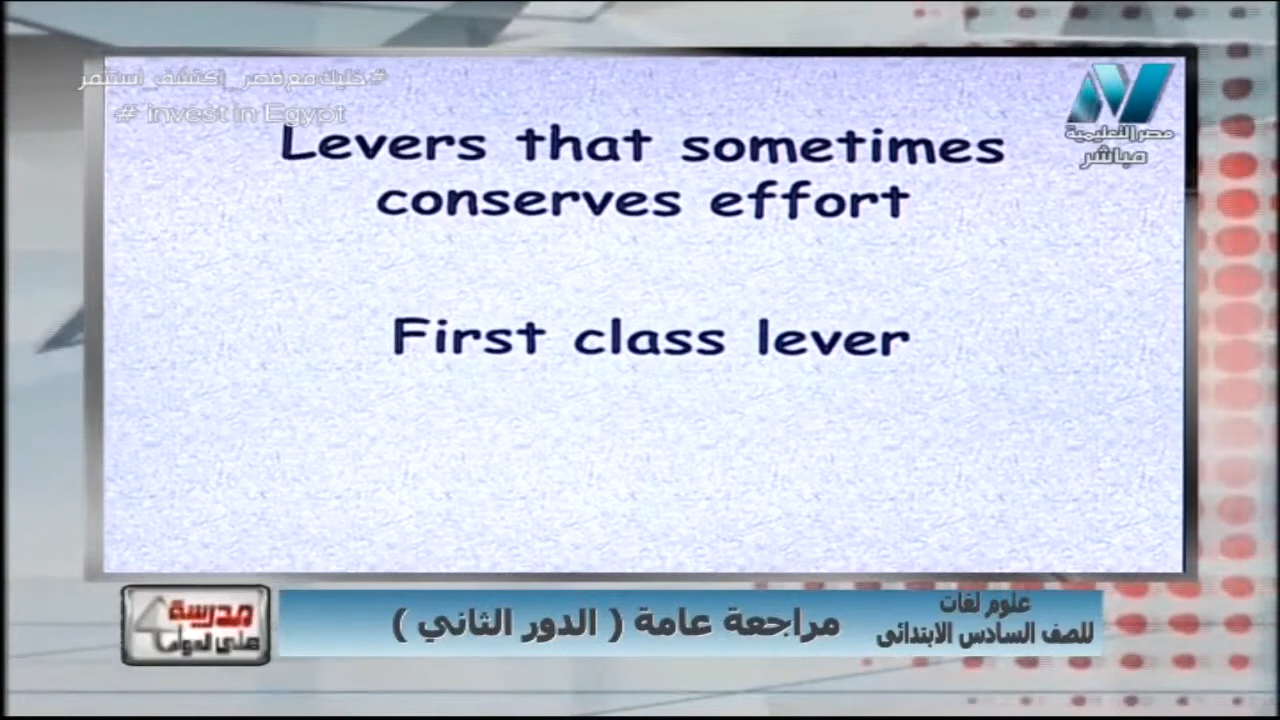 #خليك_مع_مصر_إكتشف_إستثمر
# invest in Egypt
مصر التعليمية
مباشر
Levers that sometimes
conserves effort
First class lever
مدرسة
على الهواء
مراجعة عامة ( الدور الثاني )
علوم لغات
للصف السادس الابتدائى